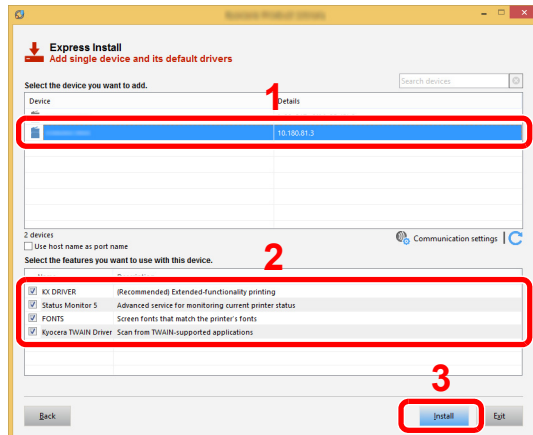 Express Install
Add single device and its default drivers
Select the device you want to add.
Search devices
1
Device Details
10.180.81.3
2 devices
Communication settings
Use host name as port name
2
Select the features you want to use with this device.
KX DRIVER (Recommended) Extended-functionality printing
Status Monitor 5 Advanced service for monitoring current printer status
FONTS Screen fonts that match the printer's fonts
Kyocera TWAIN Driver Scan from TWAIN-supported applications
3
Back Install Exit